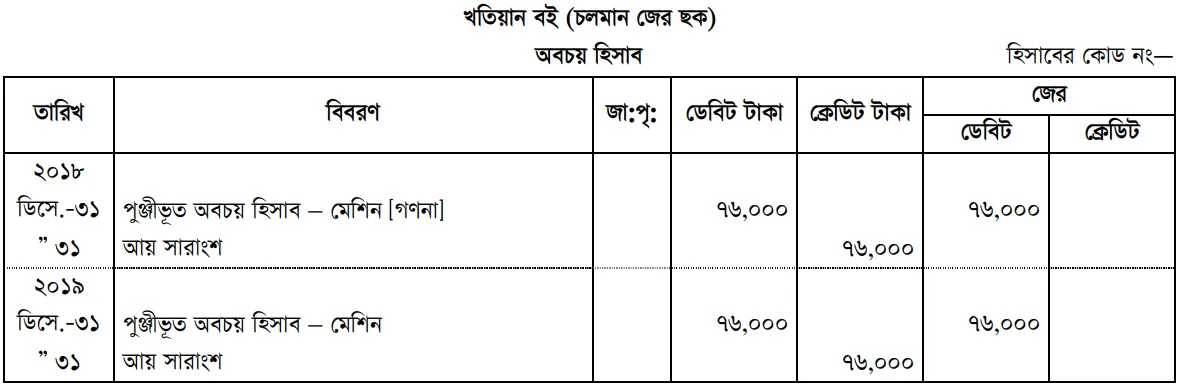 খতিয়ান বই (চলমান জের ছক)
অবচয় হিসাব হিসাবের কোড নং—
তারিখ বিবরণ জা:পৃ: ডেবিট টাকা ক্রেডিট টাকা জের
ডেবিট ক্রেডিট
২০১৮
ডিসে.-৩১ পুঞ্জীভূত অবচয় হিসাব – মেশিন [গণনা] ৭৬,০০০ ৭৬,০০০
” ৩১ আয় সারাংশ ৭৬,০০০
২০১৯
ডিসে.-৩১ পুঞ্জীভূত অবচয় হিসাব – মেশিন ৭৬,০০০ ৭৬,০০০
” ৩১ আয় সারাংশ ৭৬,০০০